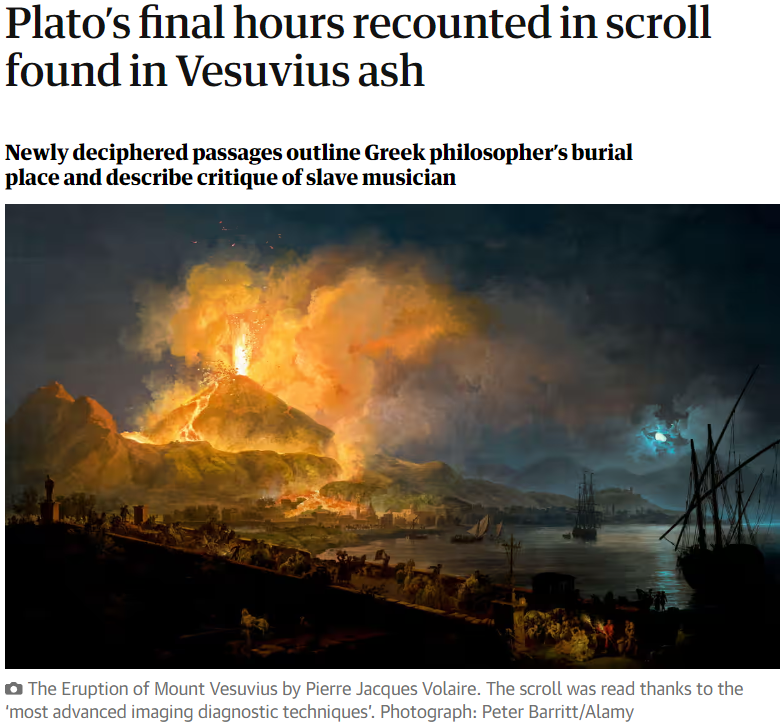 Plato’s final hours recounted in scroll
found in Vesuvius ash
Newly deciphered passages outline Greek philosopher’s burial
place and describe critique of slave musician
The Eruption of Mount Vesuvius by Pierre Jacques Volaire. The scroll was read thanks to the
‘most advanced imaging diagnostic techniques’. Photograph: Peter Barritt/Alamy